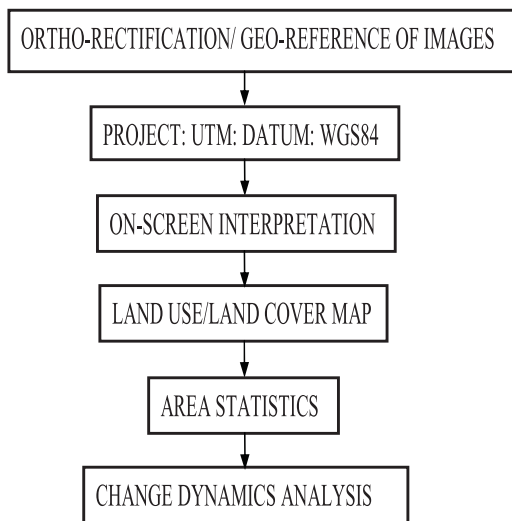 ORTHO-RECTIFICATION/ GEO-REFERENCE OF IMAGES
PROJECT: UTM: DATUM: WGS84
ON-SCREEN INTERPRETATION
LAND USE/LAND COVER MAP
AREA STATISTICS
CHANGE DYNAMICS ANALYSIS